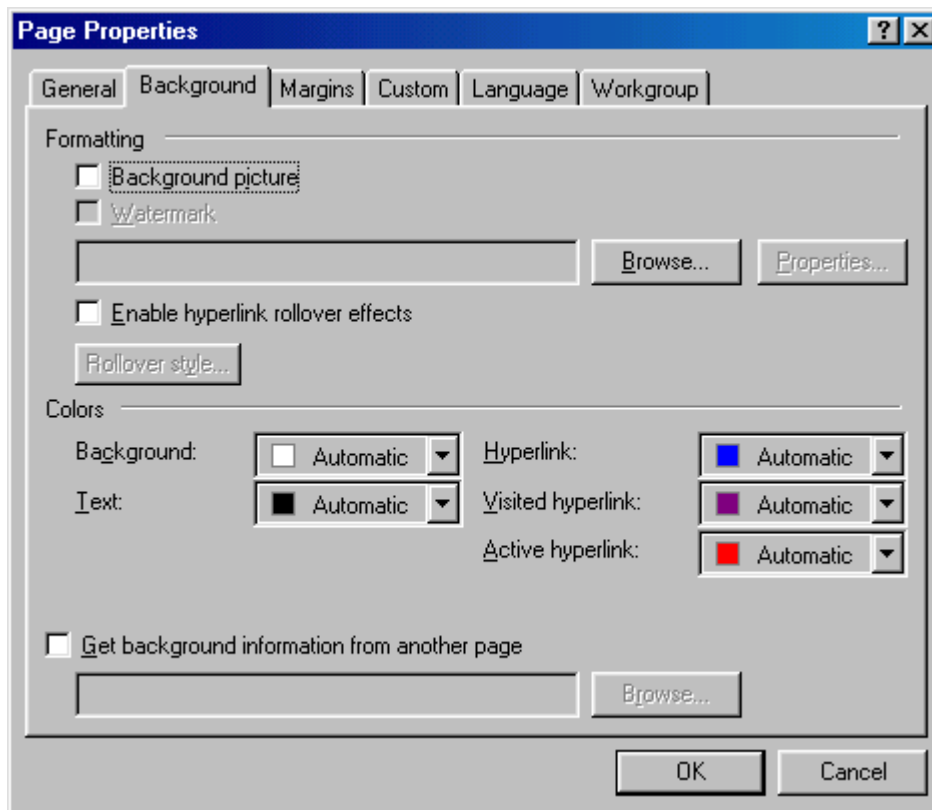 Page Properties
General Background Margins Custom Language Workgroup
Formatting
Background picture
Watermark
Browse... Properties...
Enable hyperlink rollover effects
Rollover style...
Colors
Background: Automatic Hyperlink: Automatic
Text: Automatic Visited hyperlink: Automatic
Active hyperlink: Automatic
Get background information from another page
Browse...
OK Cancel